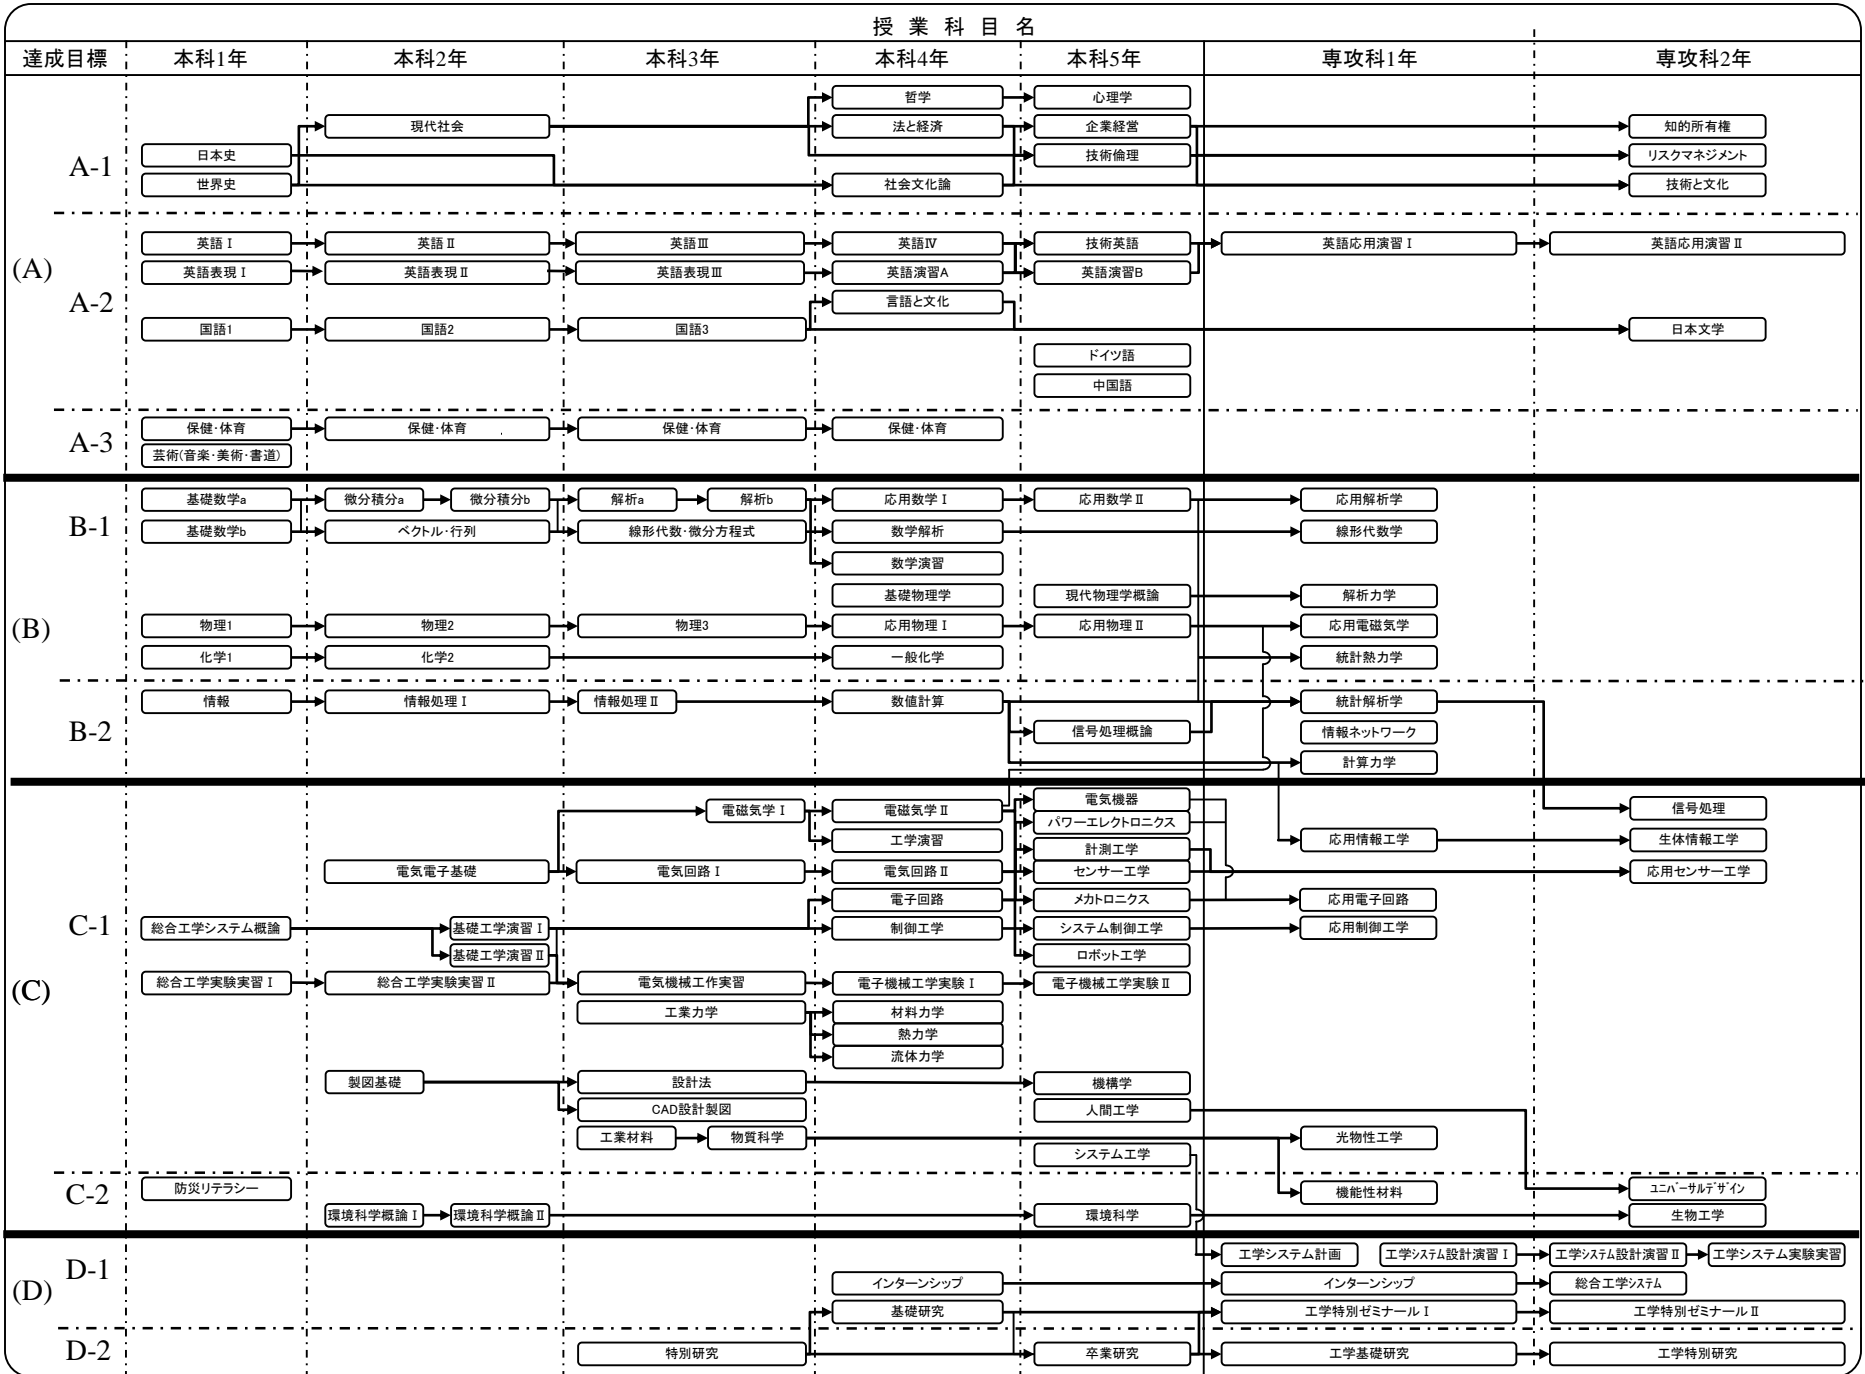 授 業 科 目 名
達成目標 本科1年 本科2年 本科3年 本科4年 本科5年 専攻科1年 専攻科2年
哲学 心理学
現代社会 法と経済 企業経営 知的所有権
日本史 技術倫理 リスクマネジメント
A-1
世界史 社会文化論 技術と文化
英語Ⅰ 英語Ⅱ 英語Ⅲ 英語Ⅳ 技術英語 英語応用演習Ⅰ 英語応用演習Ⅱ
(A)
英語表現Ⅰ 英語表現Ⅱ 英語表現Ⅲ 英語演習A 英語演習B
A-2
言語と文化
国語1 国語2 国語3 日本文学
ドイツ語
中国語
保健・体育 保健・体育 保健・体育 保健・体育
A-3
芸術(音楽・美術・書道)
基礎数学a 微分積分a 微分積分b 解析a 解析b 応用数学Ⅰ 応用数学Ⅱ 応用解析学
B-1
基礎数学b ベクトル・行列 線形代数・微分方程式 数学解析 線形代数学
数学演習
基礎物理学 現代物理学概論 解析力学
(B)
物理1 物理2 物理3 応用物理Ⅰ 応用物理Ⅱ 応用電磁気学
化学1 化学2 一般化学 統計熱力学
情報 情報処理Ⅰ 情報処理Ⅱ 数値計算 統計解析学
B-2
信号処理概論 情報ネットワーク
計算力学
電気機器
電磁気学Ⅰ 電磁気学Ⅱ 信号処理
パワーエレクトロニクス
工学演習 応用情報工学 生体情報工学
計測工学
電気電子基礎 電気回路Ⅰ 電気回路Ⅱ センサー工学 応用センサー工学
電子回路 メカトロニクス 応用電子回路
C-1
総合工学システム概論 基礎工学演習Ⅰ 制御工学 システム制御工学 応用制御工学
基礎工学演習Ⅱ ロボット工学
(C)
総合工学実験実習Ⅰ 総合工学実験実習Ⅱ 電気機械工作実習 電子機械工学実験Ⅰ 電子機械工学実験Ⅱ
工業力学 材料力学
熱力学
流体力学
製図基礎 設計法 機構学
CAD設計製図 人間工学
工業材料 物質科学 光物性工学
システム工学
C-2
防災リテラシー 機能性材料 ユニバーサルデザイン
環境科学概論Ⅰ 環境科学概論Ⅱ 環境科学 生物工学
D-1
工学システム計画 工学システム設計演習Ⅰ 工学システム設計演習Ⅱ 工学システム実験実習
(D)
インターンシップ インターンシップ 総合工学システム
基礎研究 工学特別ゼミナールⅠ 工学特別ゼミナールⅡ
D-2
特別研究 卒業研究 工学基礎研究 工学特別研究